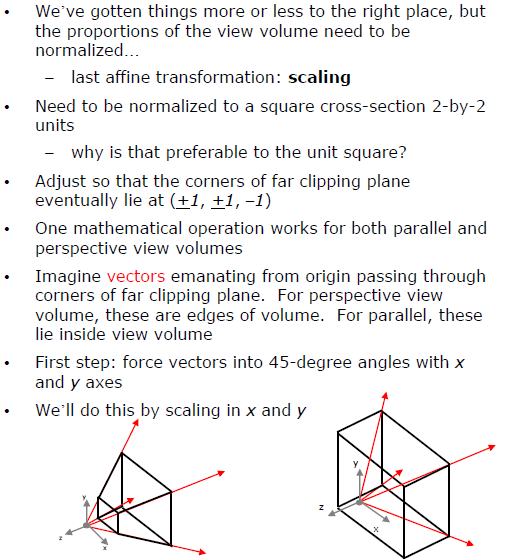 • We've gotten things more or less to the right place, but
the proportions of the view volume need to be
normalized…
– last affine transformation: scaling
• Need to be normalized to a square cross-section 2-by-2
units
– why is that preferable to the unit square?
• Adjust so that the corners of far clipping plane
eventually lie at (±1, ±1, –1)
• One mathematical operation works for both parallel and
perspective view volumes
• Imagine vectors emanating from origin passing through
corners of far clipping plane. For perspective view
volume, these are edges of volume. For parallel, these
lie inside view volume
• First step: force vectors into 45-degree angles with x
and y axes
• We'll do this by scaling in x and y
y
z
x
y
z
x